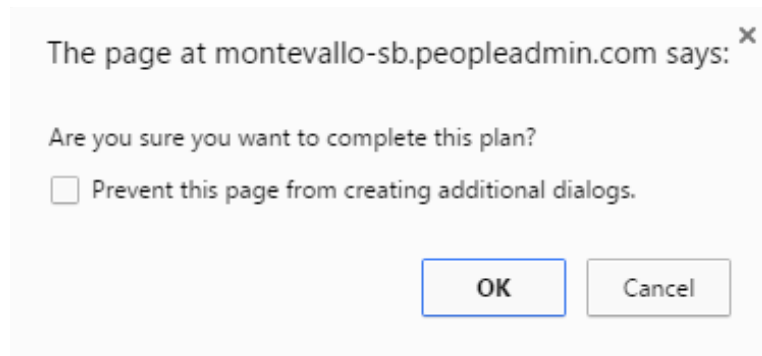 The page at montevallo-sb.peopleadmin.com says:
Are you sure you want to complete this plan?
Prevent this page from creating additional dialogs.
OK Cancel